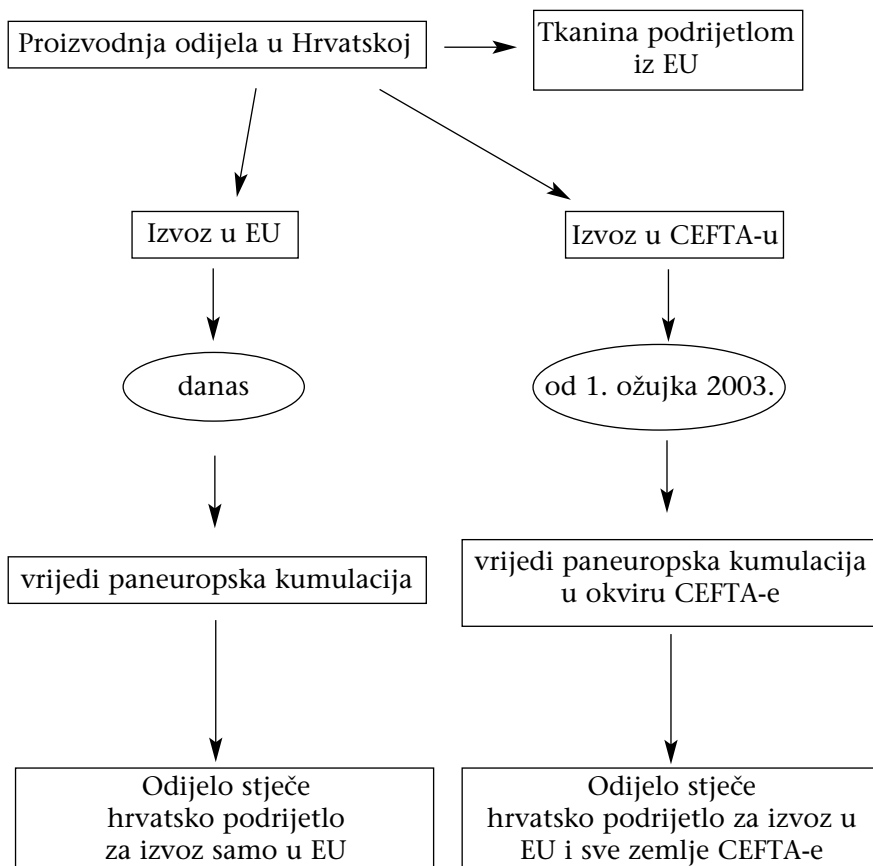 Proizvodnja odijela u Hrvatskoj
Tkanina podrijetlom
iz EU
Izvoz u EU
Izvoz u CEFTA-u
danas
od 1. ožujka 2003.
vrijedi paneuropska kumulacija
vrijedi paneuropska kumulacija
u okviru CEFTA-e
Odijelo stječe
hrvatsko podrijetlo
za izvoz samo u EU
Odijelo stječe
hrvatsko podrijetlo za izvoz u
EU i sve zemlje CEFTA-e